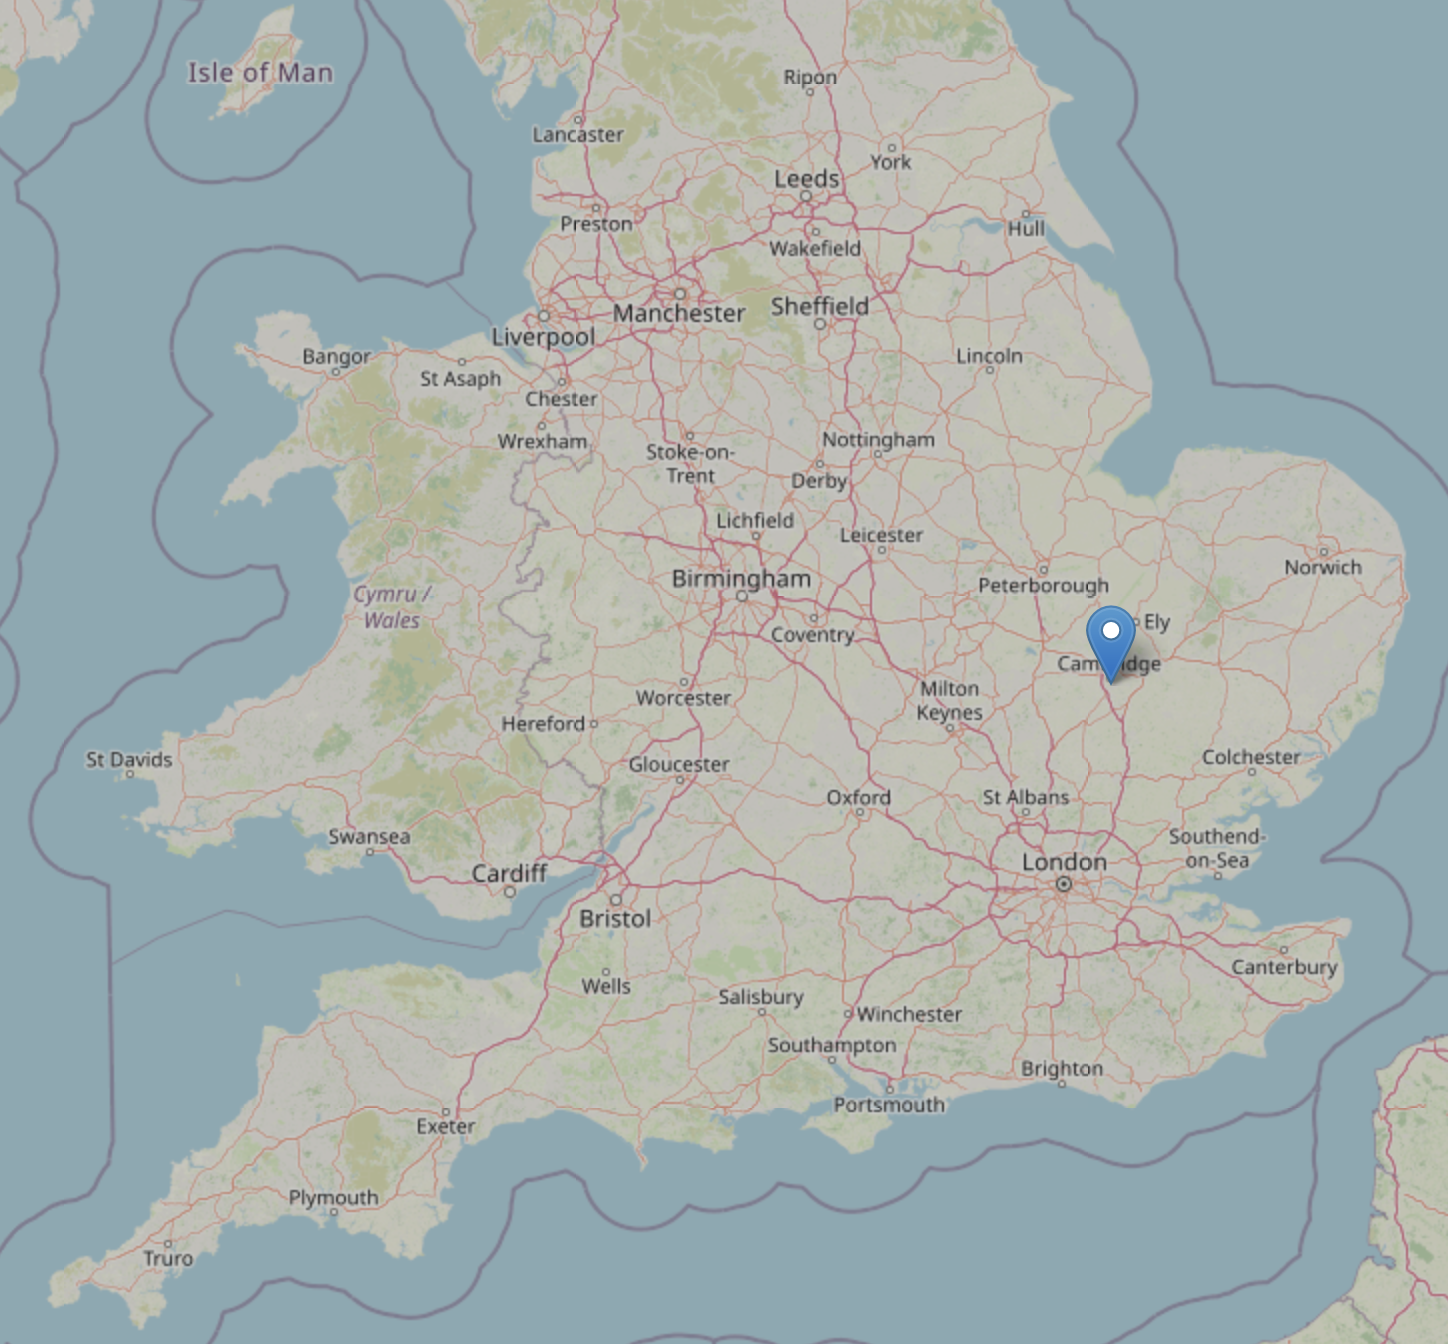 Isle of Man
Ripon
Lancaster
York
Leeds
Preston
Hull
Wakefield
Manchester
Sheffield
Liverpool
Bangor
St Asaph
Lincoln
Chester
Wrexham
Nottingham
Stoke-on-
Trent
Derby
Lichfield
Leicester
Norwich
Birmingham
Peterborough
Cymru /
Wales
Ely
Coventry
Worcester
Milton
Keynes
Hereford
St Davids
Gloucester
Colchester
Oxford
St Albans
Swansea
Southend-
on-Sea
London
Cardiff
Bristol
Canterbury
Wells
Salisbury
Winchester
Southampton
Brighton
Portsmouth
Exeter
Plymouth
Truro